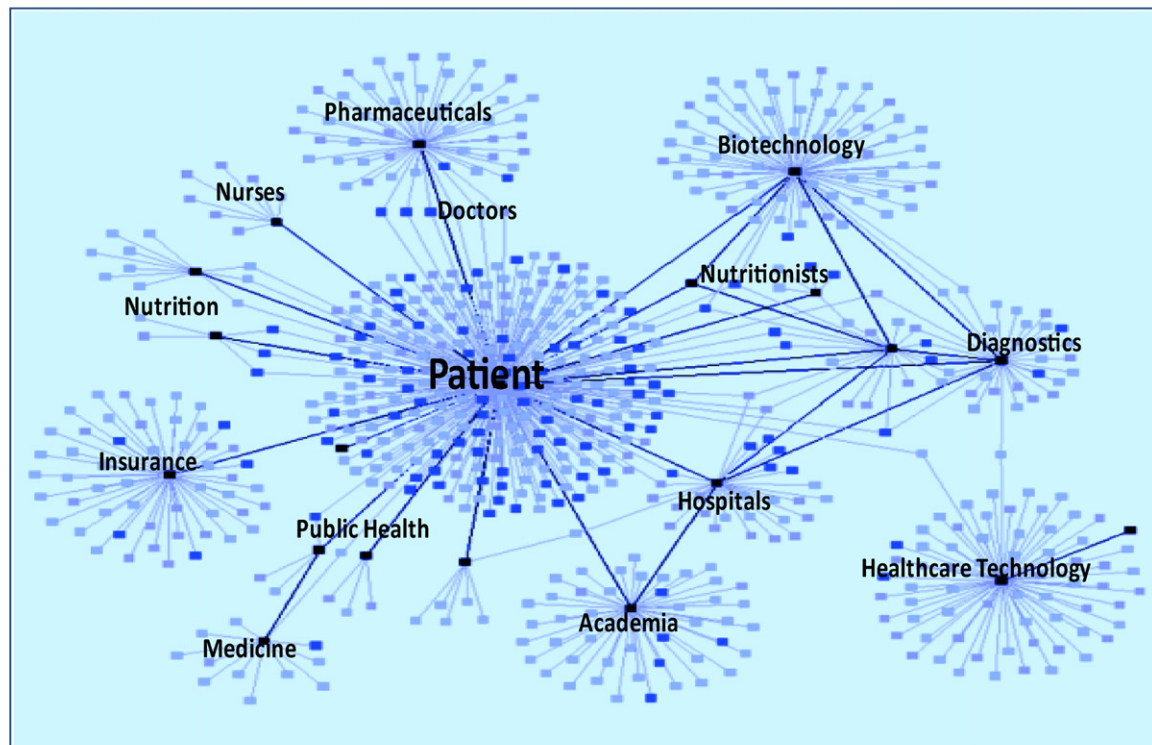 Pharmaceuticals
Biotechnology
Nurses
Doctors
Nutritionists
Nutrition
Diagnostics
Patient
Insurance
Hospitals
Public Health
Healthcare Technology
Academia
Medicine